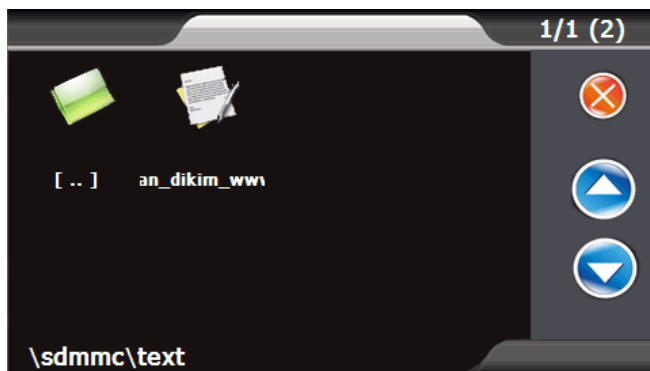 1/1 (2)
[ .. ] an_dikim_www
\sdmmc\text